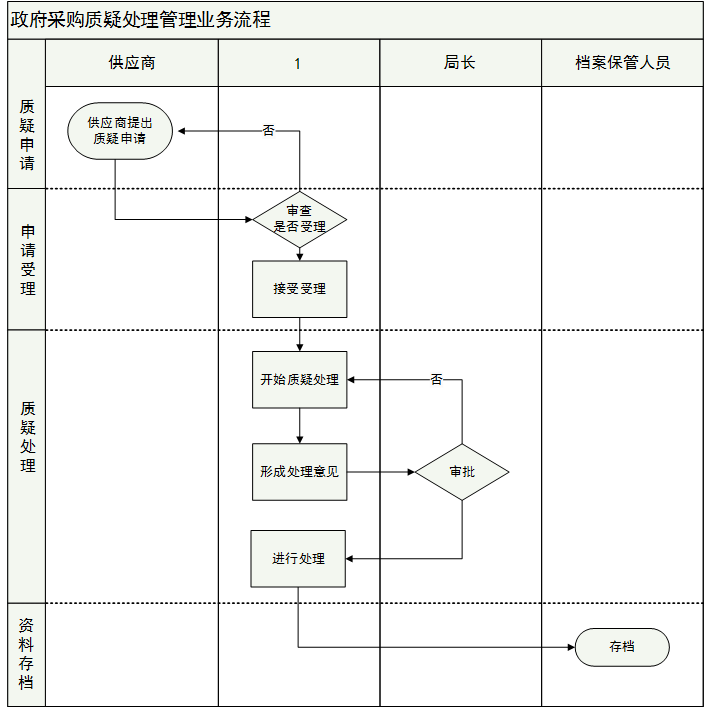 政府采购质疑处理管理业务流程
供应商
1
局长
档案保管人员
质疑申请
供应商提出
质疑申请
否
申请受理
审查
是否受理
接受受理
质疑处理
开始质疑处理
否
形成处理意见
审批
进行处理
资料存档
存档